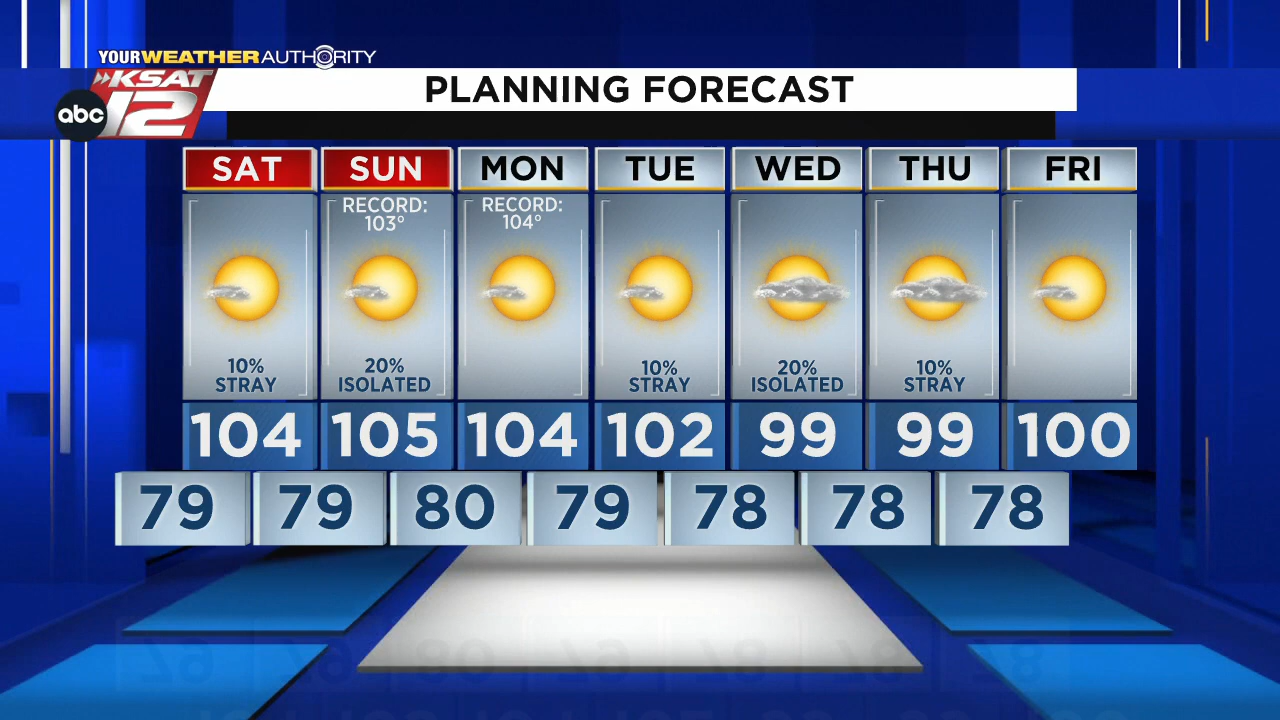 YOURWEATHERAUTHORITY
KSAT
abc 12
PLANNING FORECAST
SAT SUN MON TUE WED THU FRI
RECORD: RECORD:
103° 104°
10% 20% 10% 20% 10%
STRAY ISOLATED STRAY ISOLATED STRAY
104 105 104 102 99 99 100
79 79 80 79 78 78 78